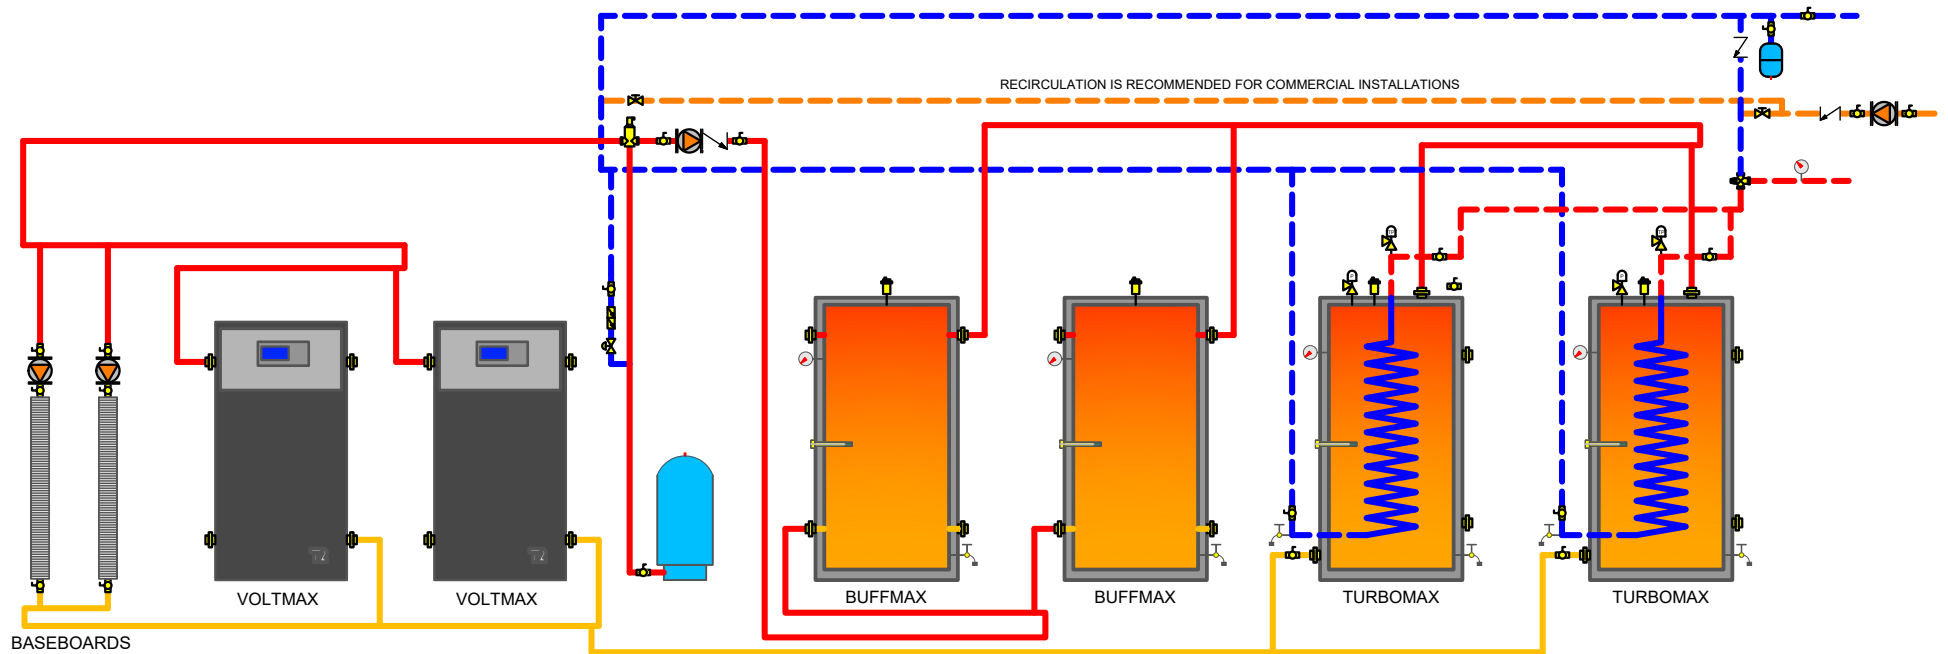 RECIRCULATION IS RECOMMENDED FOR COMMERCIAL INSTALLATIONS
VOLTMAX
VOLTMAX
BUFFMAX
BUFFMAX
TURBOMAX
TURBOMAX
BASEBOARDS